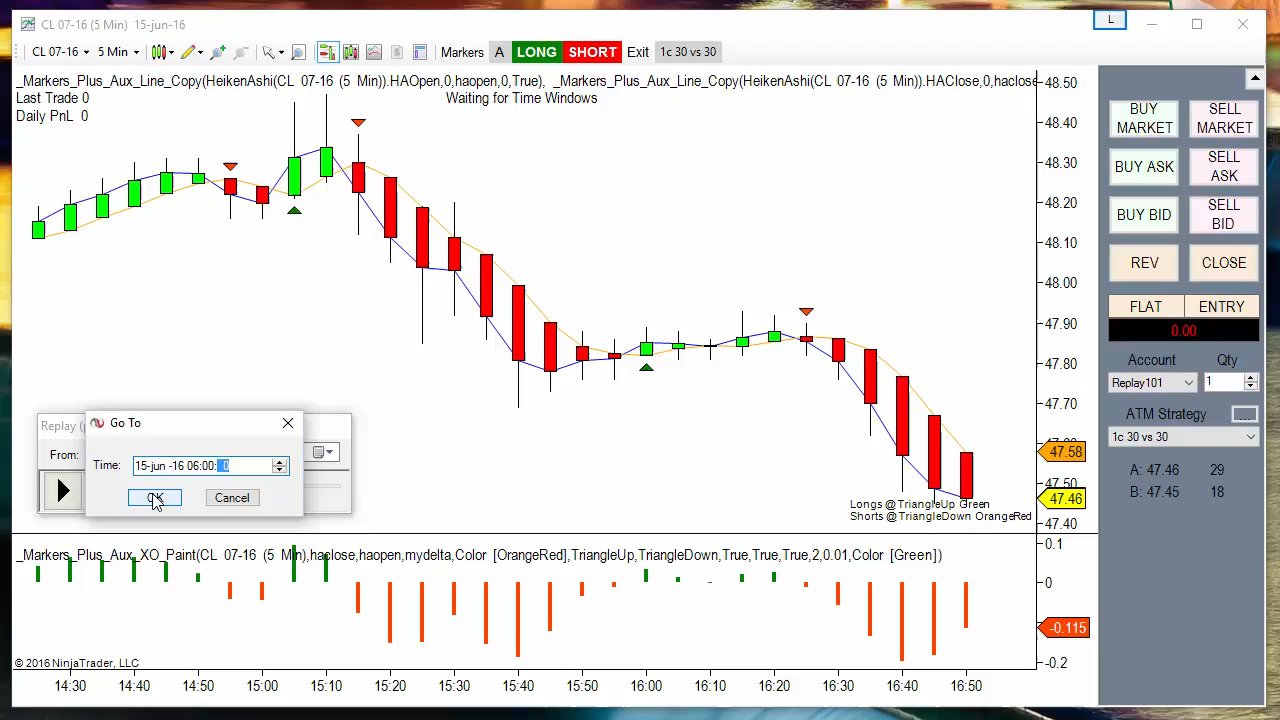 CL 07-16 (5 Min) 15-jun-16
L
CL 07-16 5 Min Markers A LONG SHORT Exit 1c 30 vs 30
_Markers_Plus_Aux_Line_Copy(HeikenAshi(CL 07-16 (5 Min)).HAOpen,0,haopen,0,True), _Markers_Plus_Aux_Line_Copy(HeikenAshi(CL 07-16 (5 Min)).HAClose,0,haclose
Last Trade 0
Waiting for Time Windows
Daily PnL 0
48.50
48.40
48.30
48.20
48.10
48.00
47.90
47.80
47.70
47.58
47.50
47.46
47.40
BUY MARKET
SELL MARKET
BUY ASK
SELL ASK
BUY BID
SELL BID
REV
CLOSE
FLAT
ENTRY
0.00
Account Qty
Replay101 1
ATM Strategy ...
1c 30 vs 30
A: 47.46 29
B: 47.45 18
Replay (
From:
Go To
Time: 15-jun -16 06:00: 0
OK
Cancel
Longs @TriangleUp Green
Shorts @TriangleDown OrangeRed
_Markers_Plus_Aux_XO_Paint(CL 07-16 (5 Min),haclose,haopen,mydelta,Color [OrangeRed],TriangleUp,TriangleDown,True,True,True,2,0.01,Color [Green])
0.1
0
-0.115
-0.2
© 2016 NinjaTrader, LLC
14:30 14:40 14:50 15:00 15:10 15:20 15:30 15:40 15:50 16:00 16:10 16:20 16:30 16:40 16:50